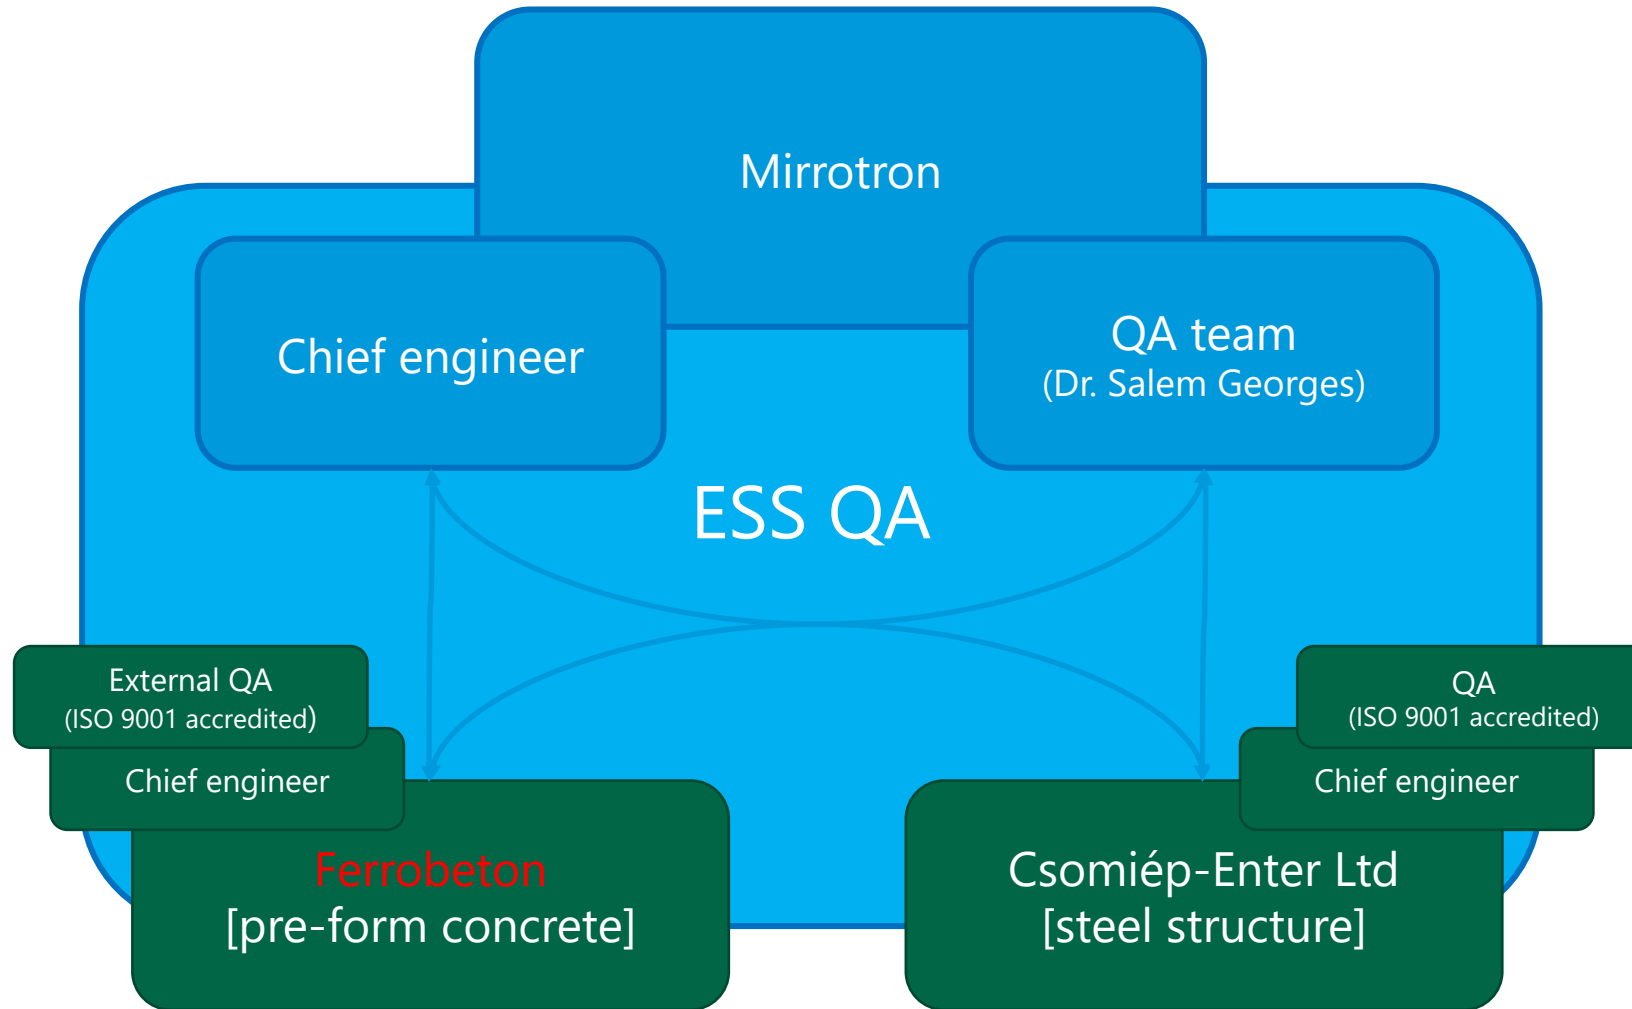 Mirrotron
Chief engineer
QA team
(Dr. Salem Georges)
ESS QA
External QA
(ISO 9001 accredited)
Chief engineer
QA
(ISO 9001 accredited)
Chief engineer
Ferrobeton
[pre-form concrete]
Csomiép-Enter Ltd
[steel structure]